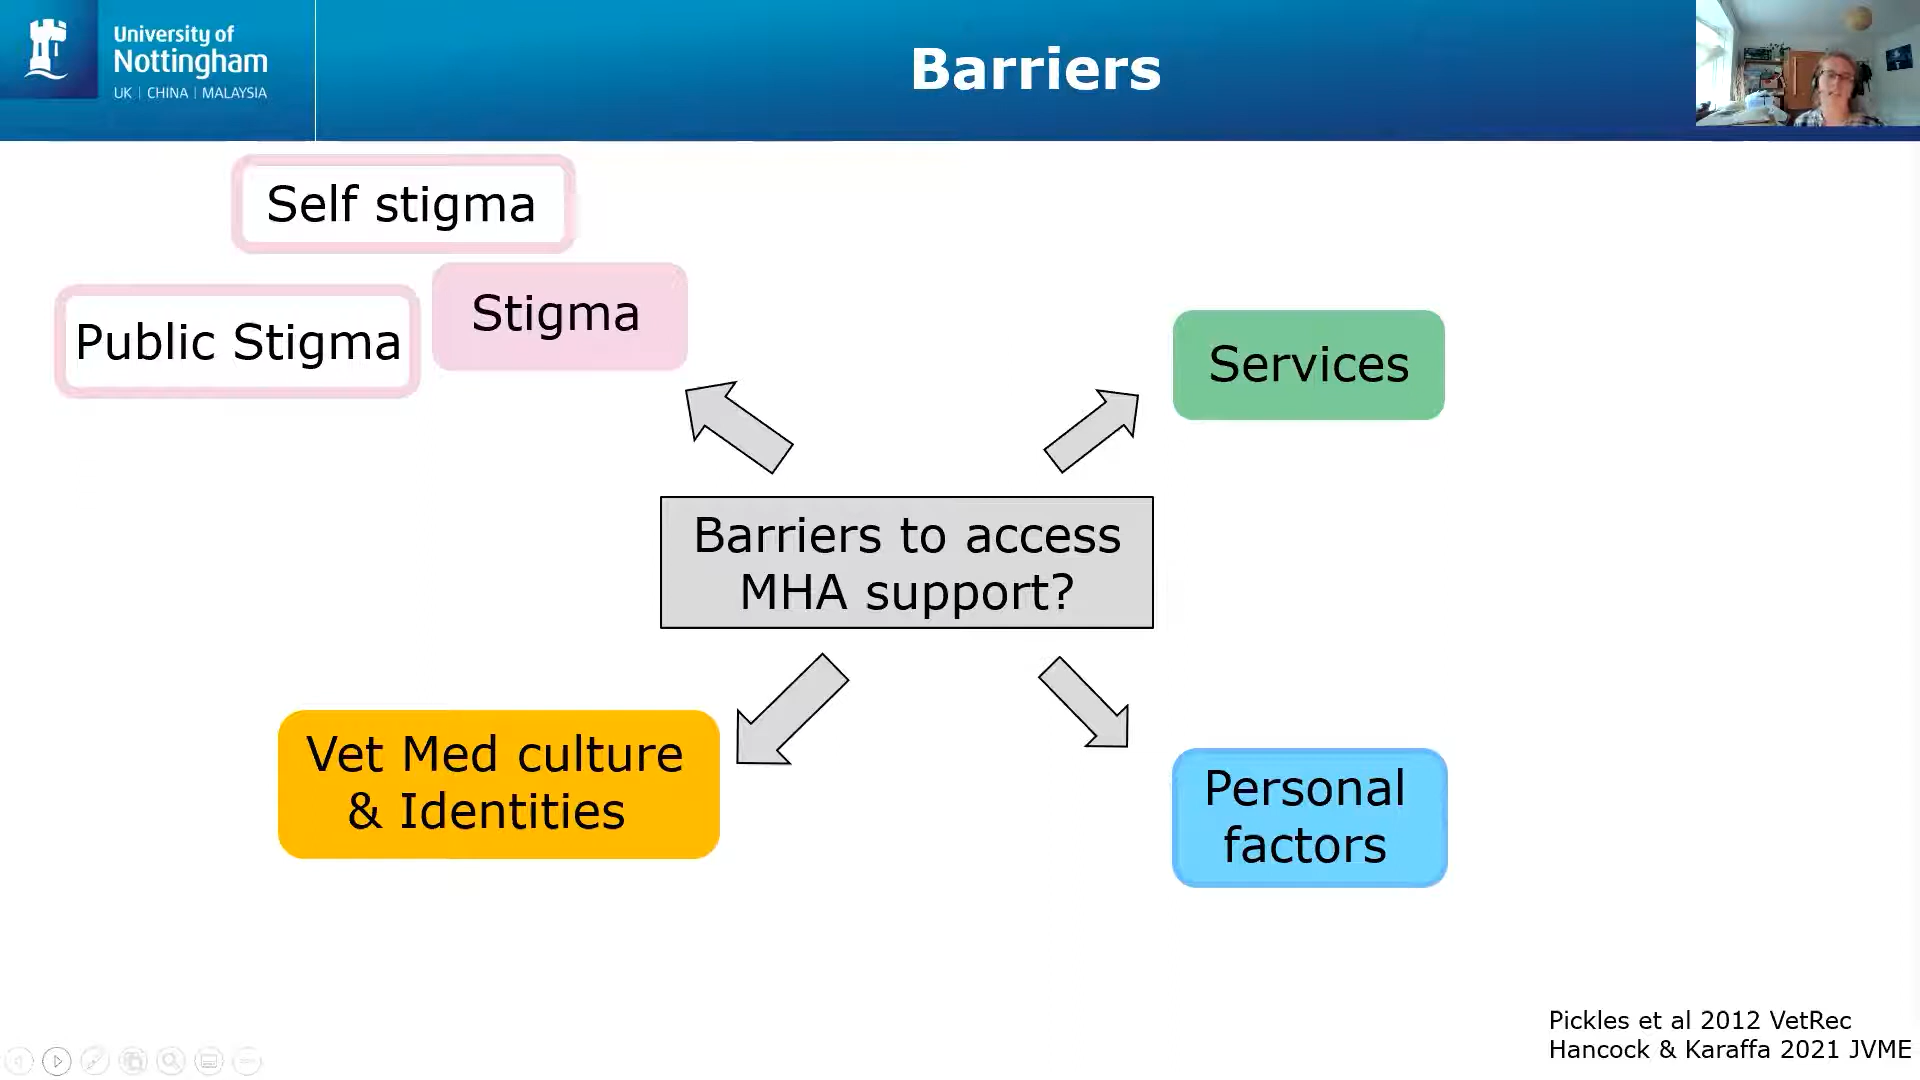 University of
Nottingham
UK | CHINA | MALAYSIA
Barriers
Self stigma
Public Stigma
Stigma
Services
Barriers to access
MHA support?
Vet Med culture
& Identities
Personal
factors
Pickles et al 2012 VetRec
Hancock & Karaffa 2021 JVME